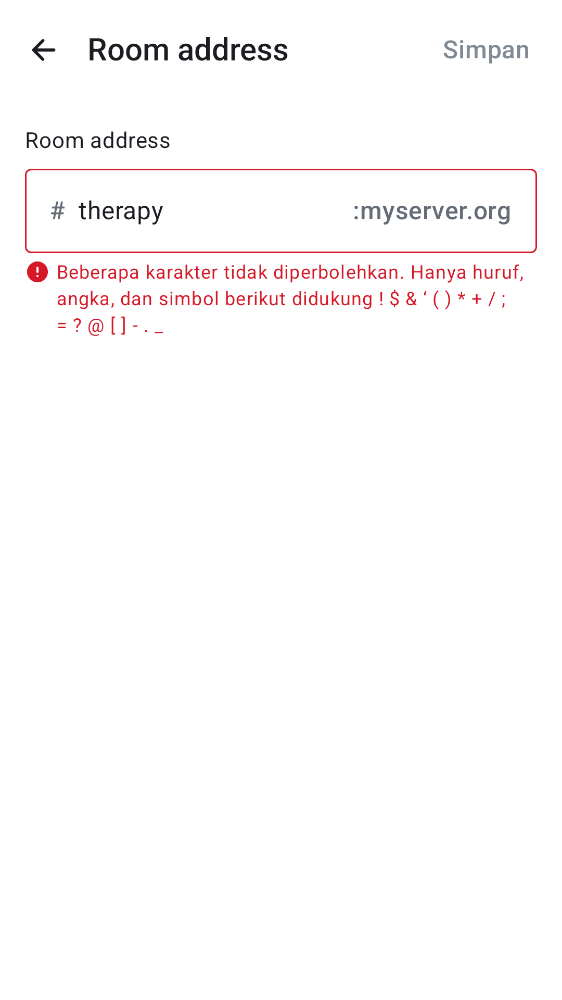 Room address
Simpan
Room address
# therapy :myserver.org
Beberapa karakter tidak diperbolehkan. Hanya huruf,
angka, dan simbol berikut didukung ! $ & ‘ ( ) * + / ;
= ? @ [ ] - . _